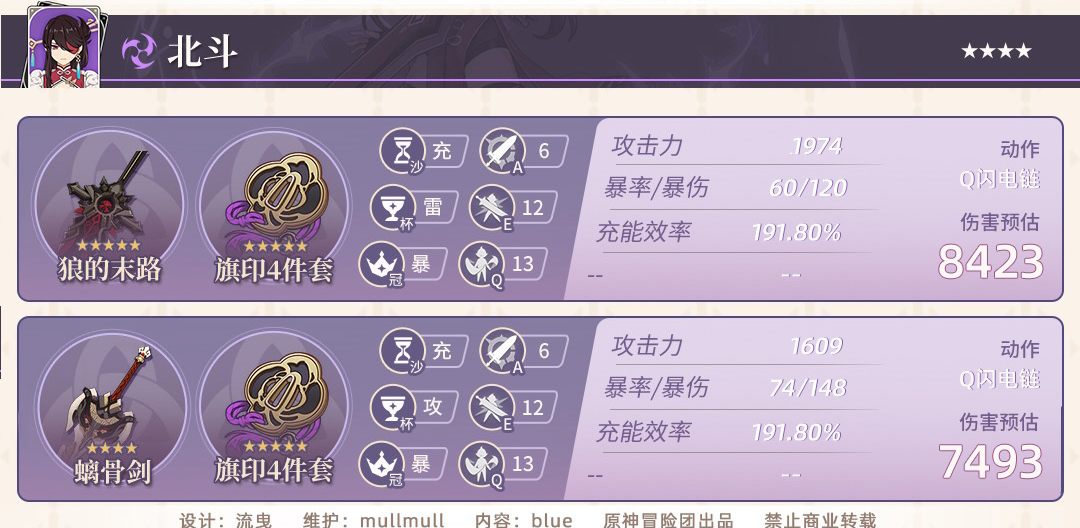 北斗
★★★★
★★★★★
狼的末路
★★★★★
旗印4件套
沙 充 A 6
杯 雷 E 12
冠 暴 Q 13
攻击力 1974
暴率/暴伤 60/120
充能效率 191.80%
-- --
动作
Q闪电链
伤害预估
8423
★★★★
螭骨剑
★★★★★
旗印4件套
沙 充 A 6
杯 攻 E 12
冠 暴 Q 13
攻击力 1609
暴率/暴伤 74/148
充能效率 191.80%
-- --
动作
Q闪电链
伤害预估
7493
设计：流曳 维护：mullmull 内容：blue 原神冒险团出品 禁止商业转载